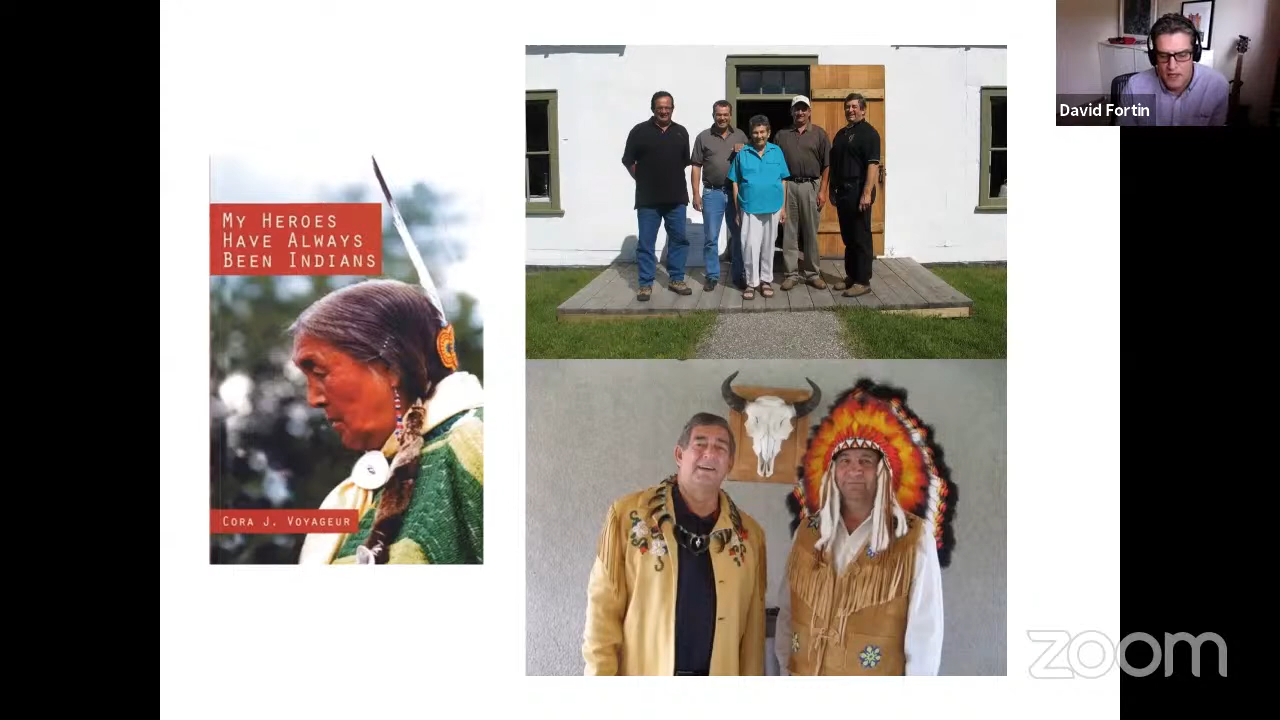 My Heroes
Have Always
Been Indians
Cora J. Voyageur
David Fortin
zoom